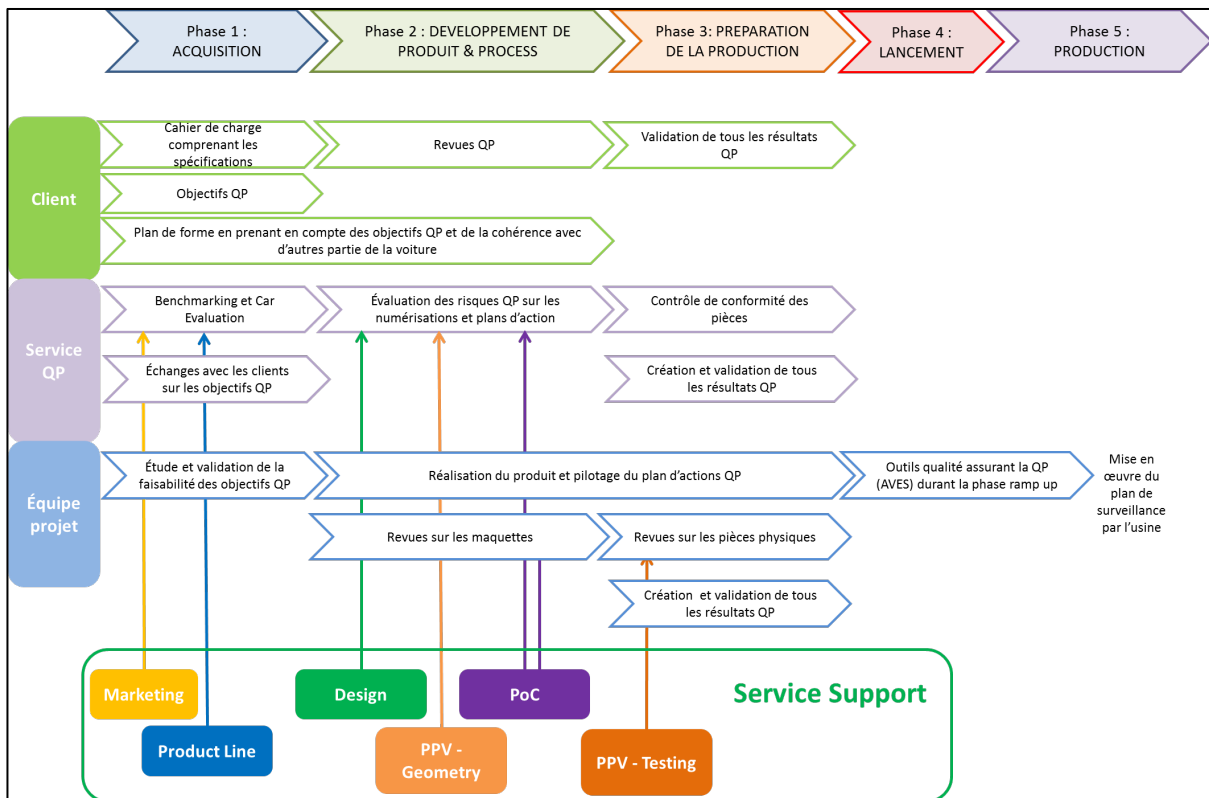 Phase 1 :
ACQUISITION
Phase 2 : DEVELOPPEMENT DE
PRODUIT & PROCESS
Phase 3: PREPARATION
DE LA PRODUCTION
Phase 4 :
LANCEMENT
Phase 5 :
PRODUCTION
Client
Cahier de charge
comprenant les
spécifications
Revues QP
Validation de tous les résultats
QP
Objectifs QP
Plan de forme en prenant en compte des objectifs QP et de la cohérence avec
d'autres partie de la voiture
Service
QP
Benchmarking et Car
Evaluation
Évaluation des risques QP sur les
numérisations et plans d'action
Contrôle de conformité des
pièces
Échanges avec les clients
sur les objectifs QP
Création et validation de tous
les résultats QP
Équipe
projet
Étude et validation de la
faisabilité des objectifs QP
Réalisation du produit et pilotage du plan d'actions QP
Outils qualité assurant la QP
(AVES) durant la phase ramp up
Mise en
œuvre du
plan de
surveillance
par l'usine
Revues sur les maquettes
Revues sur les pièces physiques
Création et validation de tous
les résultats QP
Marketing
Design
PoC
Service Support
Product Line
PPV -
Geometry
PPV - Testing